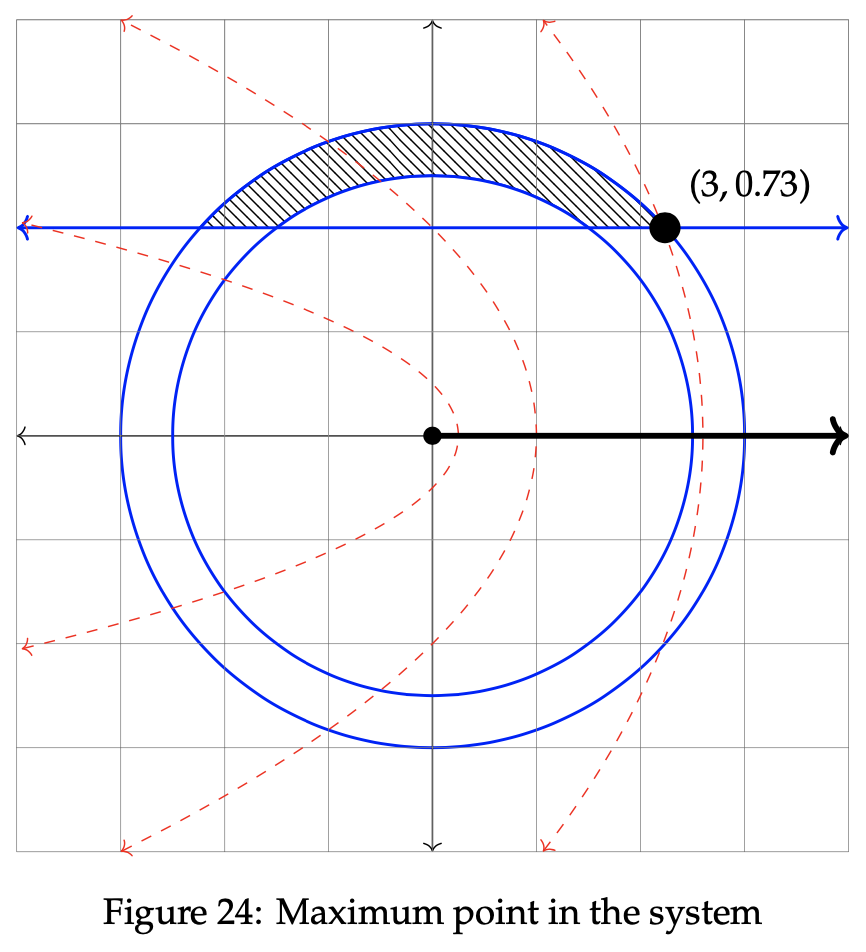 (3, 0.73)
Figure 24: Maximum point in the system